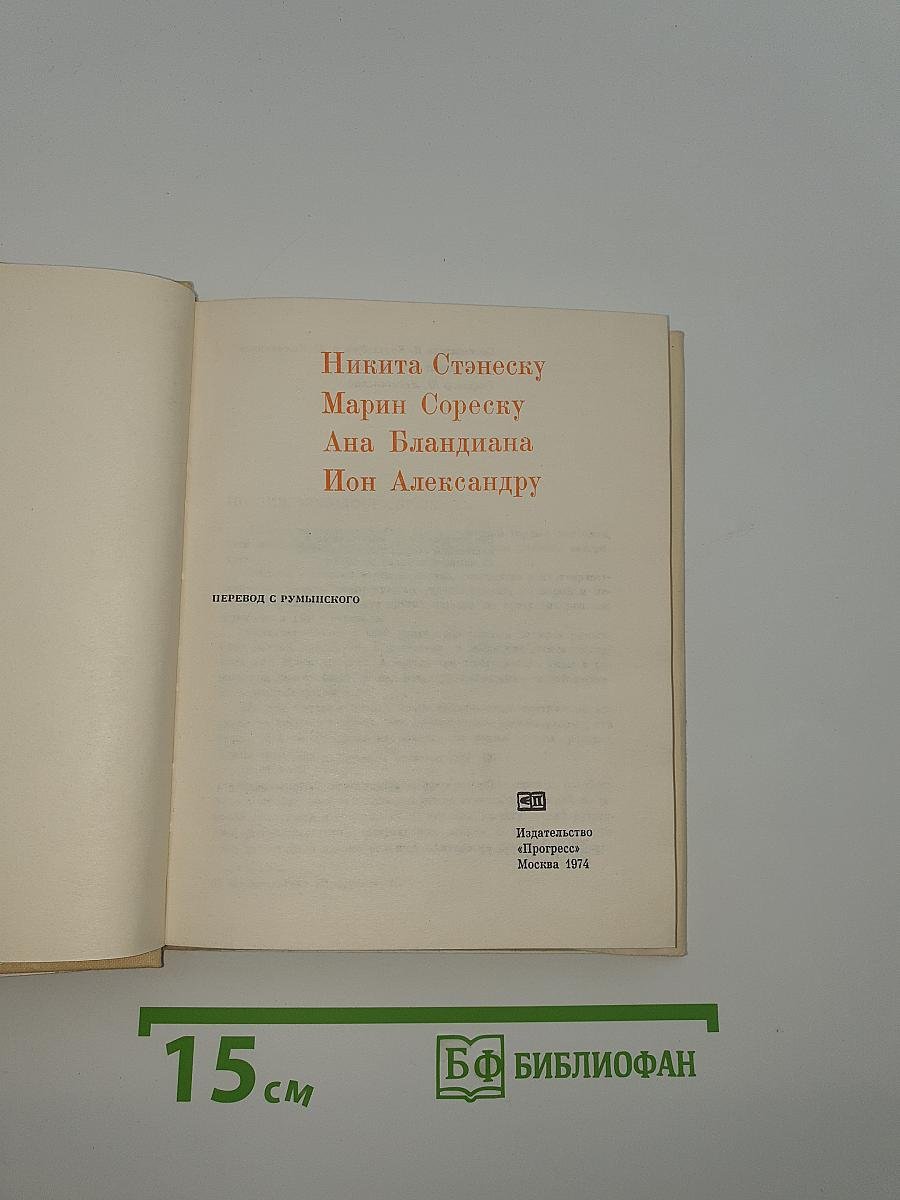 Никита Стэнеску
Марин Сореску
Ана Бландиана
Ион Александру
ПЕРЕВОД С РУМЫНСКОГО
Издательство
«Прогресс»
Москва 1974
15 см
БФ БИБЛИОФАН